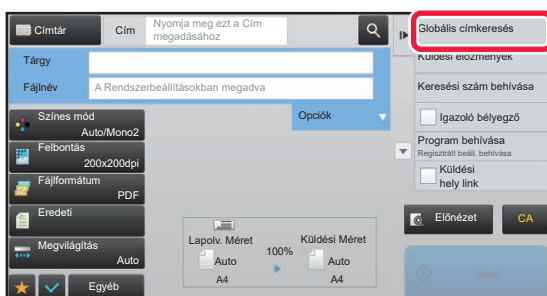 Címtár
Cím
Nyomja meg ezt a Cím
megadásához
Tárgy
Fájlnév
A Rendszerbeállításokban megadva
Opciók
Színes mód
Auto/Mono2
Felbontás
200x200dpi
Fájlformátum
PDF
Eredeti
Megvilágítás
Auto
Egyéb
Lapolv. Méret
Auto
A4
100%
Küldési Méret
Auto
A4
Globális címkeresés
Küldési előzmények
Keresési szám behívása
Igazoló bélyegző
Program behívása
Regisztrált beáll. behívása
Küldési
hely link
Előnézet
CA
Start